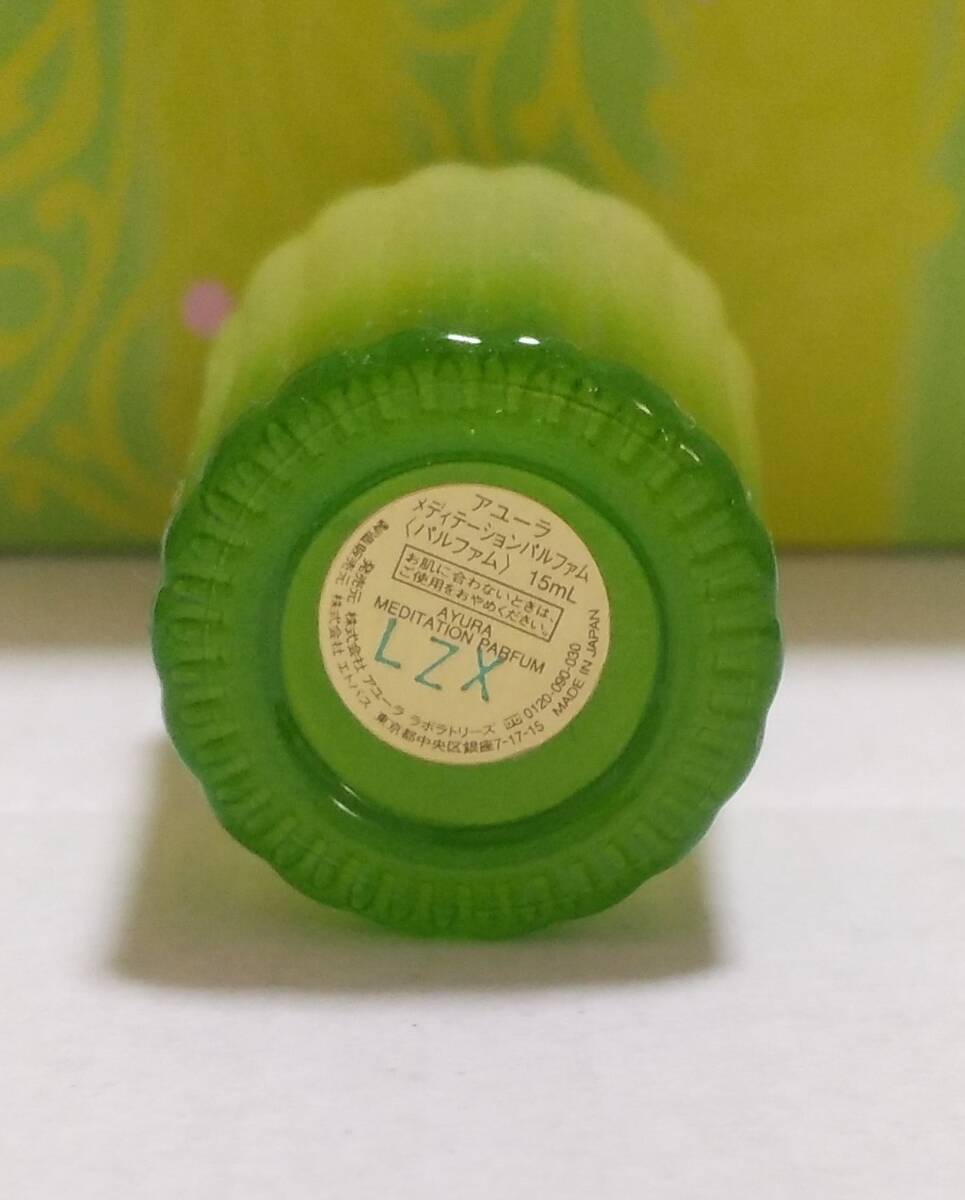 アユーラ
メディテーションパルファム
〈パルファム〉 15mL
お肌に合わないときは、
ご使用をおやめください。
AYURA
MEDITATION PARFUM
LZX
発売元 株式会社 アユーラ ラボラトリーズ 0120-090-030
製造販売元 株式会社 エトバス 東京都中央区銀座7-17-15 MADE IN JAPAN